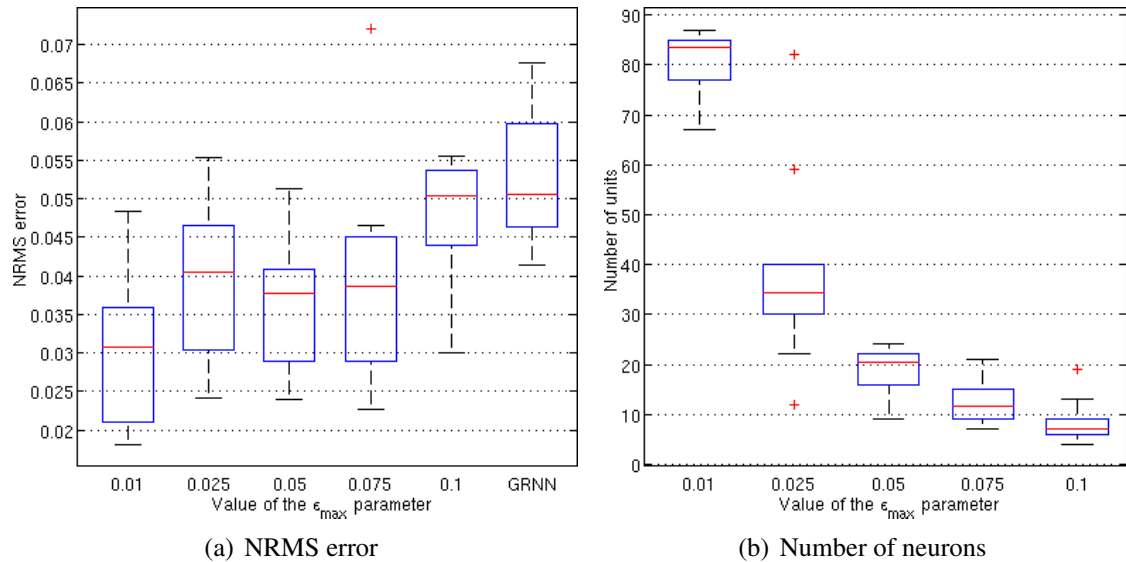 NRMS error
0.07
0.065
0.06
0.055
0.05
0.045
0.04
0.035
0.03
0.025
0.02
0.01 0.025 0.05 0.075 0.1 GRNN
Value of the εmax parameter
(a) NRMS error
Number of units
90
80
70
60
50
40
30
20
10
0
0.01 0.025 0.05 0.075 0.1
Value of the εmax parameter
(b) Number of neurons